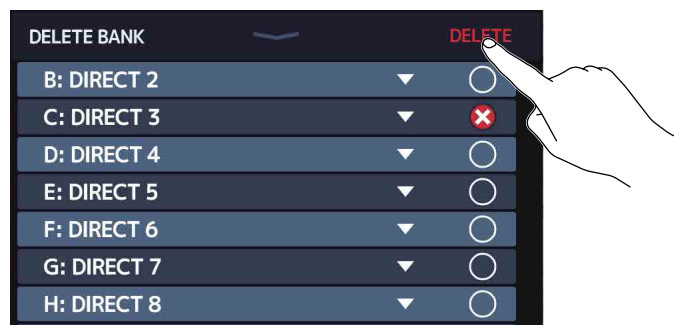 DELETE BANK DELETE
B: DIRECT 2
C: DIRECT 3
D: DIRECT 4
E: DIRECT 5
F: DIRECT 6
G: DIRECT 7
H: DIRECT 8